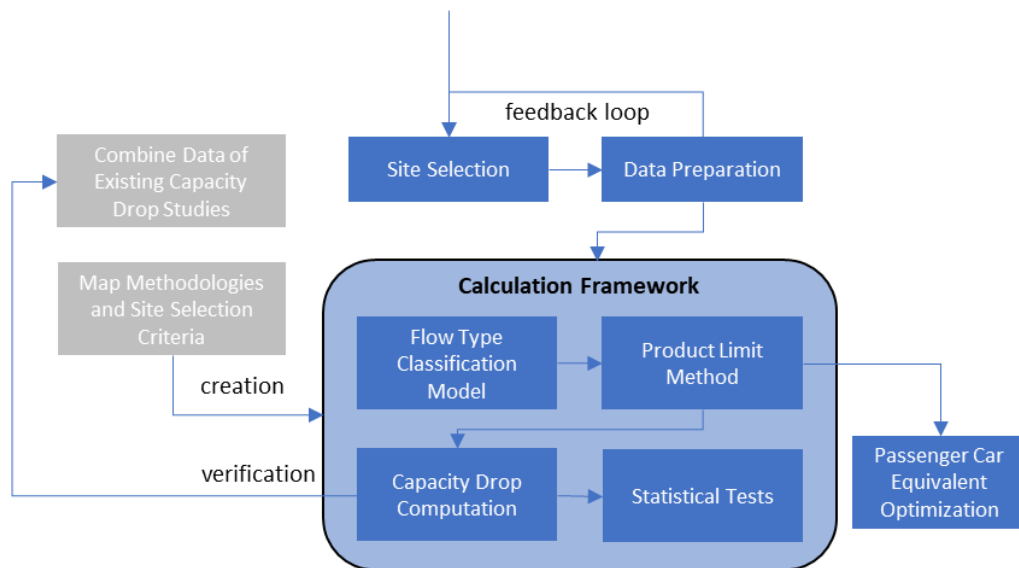 feedback loop
Combine Data of
Existing Capacity
Drop Studies
Site Selection
Data Preparation
Map Methodologies
and Site Selection
Criteria
Calculation Framework
Flow Type
Classification
Model
Product Limit
Method
creation
verification
Capacity Drop
Computation
Statistical Tests
Passenger Car
Equivalent
Optimization